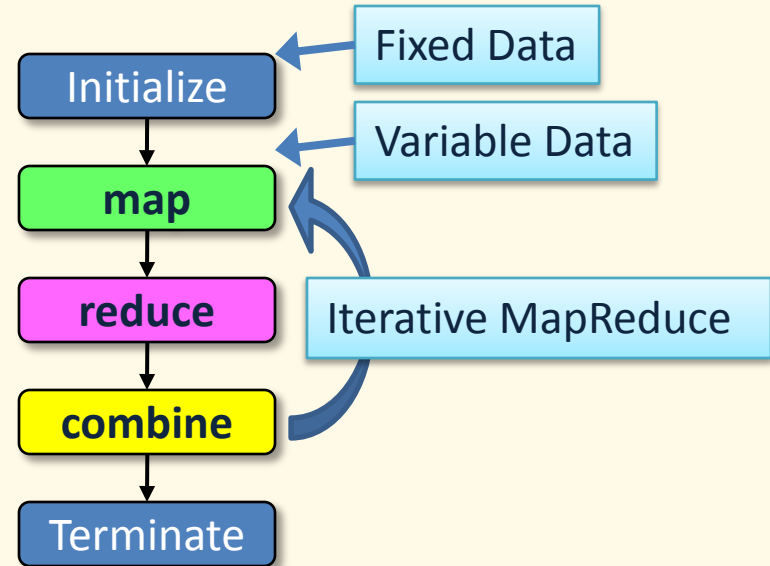 Fixed Data
Initialize
Variable Data
map
reduce
Iterative MapReduce
combine
Terminate